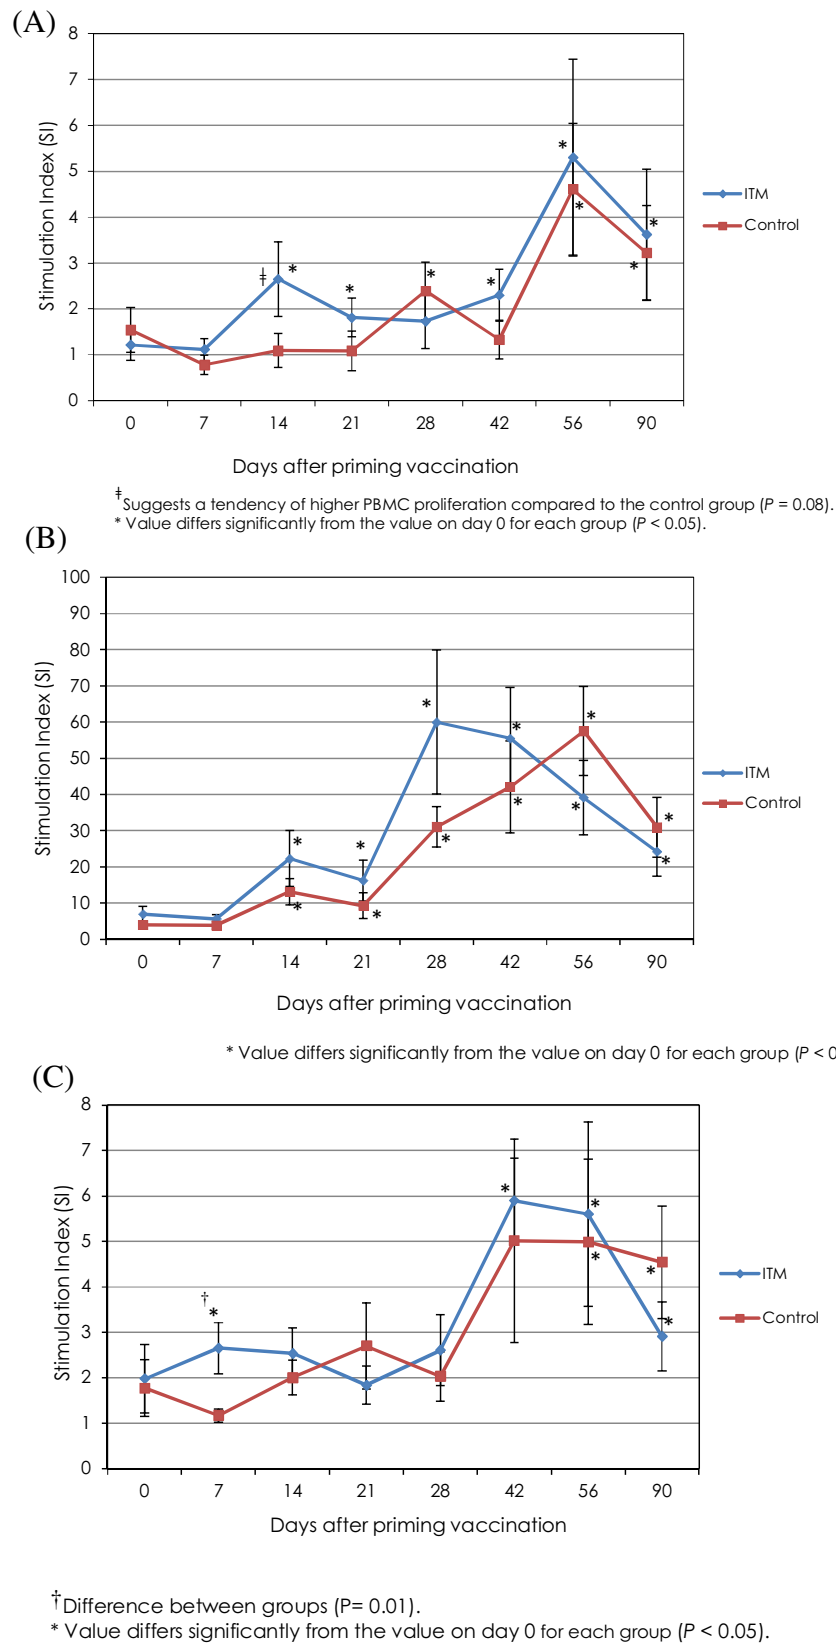 (A)
8
7
6
5
4
3
2
1
0
Stimulation Index (SI)
ITM
Control
‡
*
*
*
*
*
*
*
*
0 7 14 21 28 42 56 90
Days after priming vaccination
‡Suggests a tendency of higher PBMC proliferation compared to the control group (P = 0.08).
* Value differs significantly from the value on day 0 for each group (P < 0.05).
(B)
100
90
80
70
60
50
40
30
20
10
0
Stimulation Index (SI)
ITM
Control
*
*
*
*
*
*
*
*
*
*
*
*
0 7 14 21 28 42 56 90
Days after priming vaccination
* Value differs significantly from the value on day 0 for each group (P < 0
(C)
8
7
6
5
4
3
2
1
0
Stimulation Index (SI)
ITM
Control
†
*
*
*
*
*
*
0 7 14 21 28 42 56 90
Days after priming vaccination
†Difference between groups (P= 0.01).
* Value differs significantly from the value on day 0 for each group (P < 0.05).